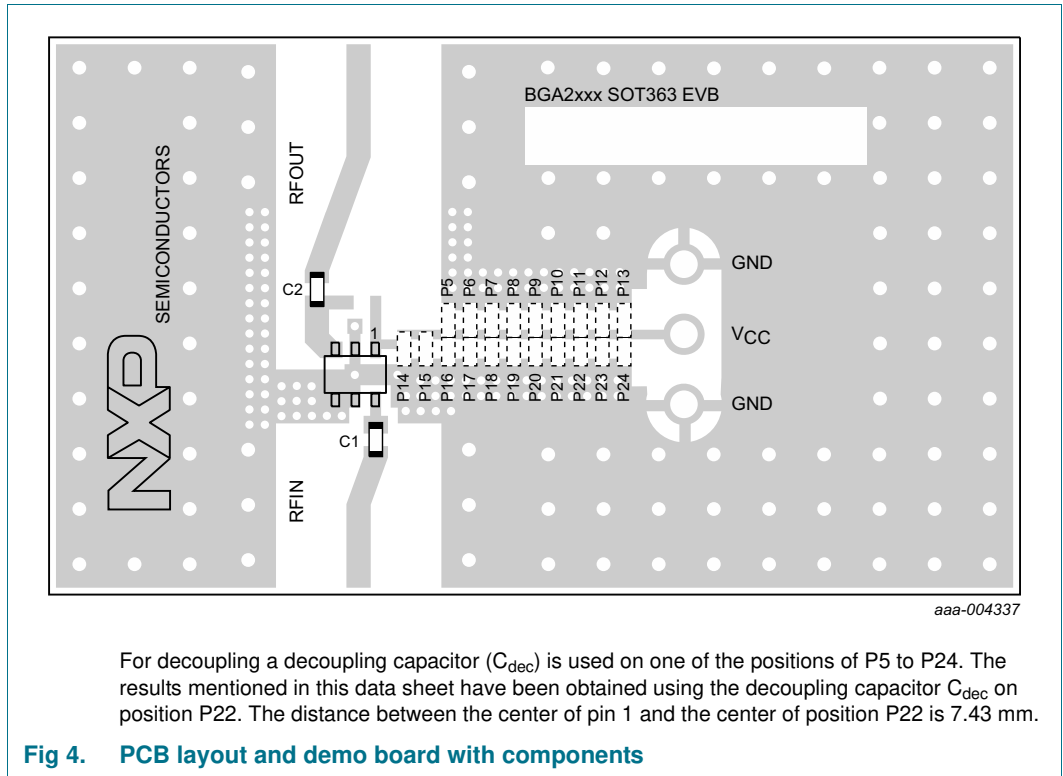 BGA2xxx SOT363 EVB
NXP
SEMICONDUCTORS
RFOUT
C2
1
P5 P6 P7 P8 P9 P10 P11 P12 P13
GND
VCC
GND
P14 P15 P16 P17 P18 P19 P20 P21 P22 P23 P24
C1
RFIN
aaa-004337
For decoupling a decoupling capacitor (Cdec) is used on one of the positions of P5 to P24. The
results mentioned in this data sheet have been obtained using the decoupling capacitor Cdec on
position P22. The distance between the center of pin 1 and the center of position P22 is 7.43 mm.
Fig 4. PCB layout and demo board with components